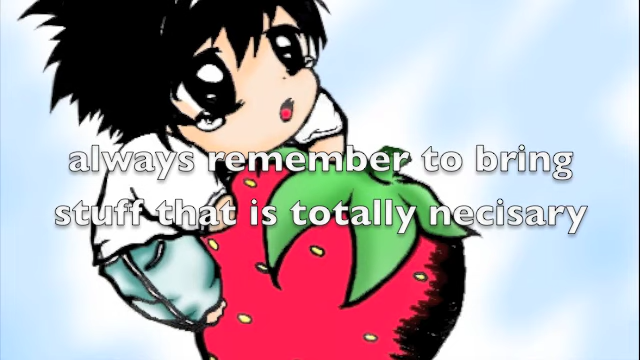 always remember to bring
stuff that is totally necisary